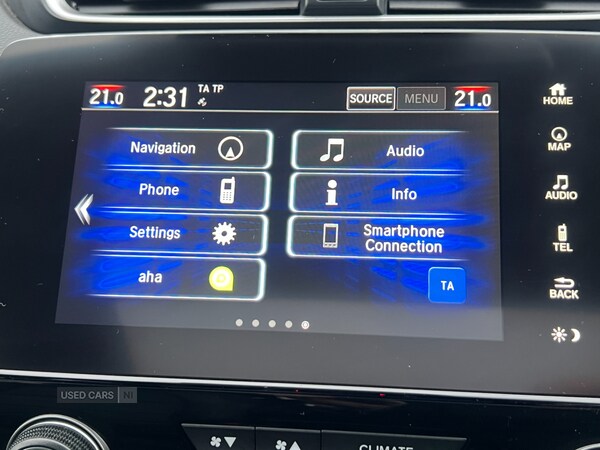 21.0 2:31 TA TP SOURCE MENU 21.0
HOME
Navigation
Audio
MAP
Phone
Info
AUDIO
Settings
Smartphone
Connection
TEL
aha
TA
BACK
USED CARS NI
CLIMATE